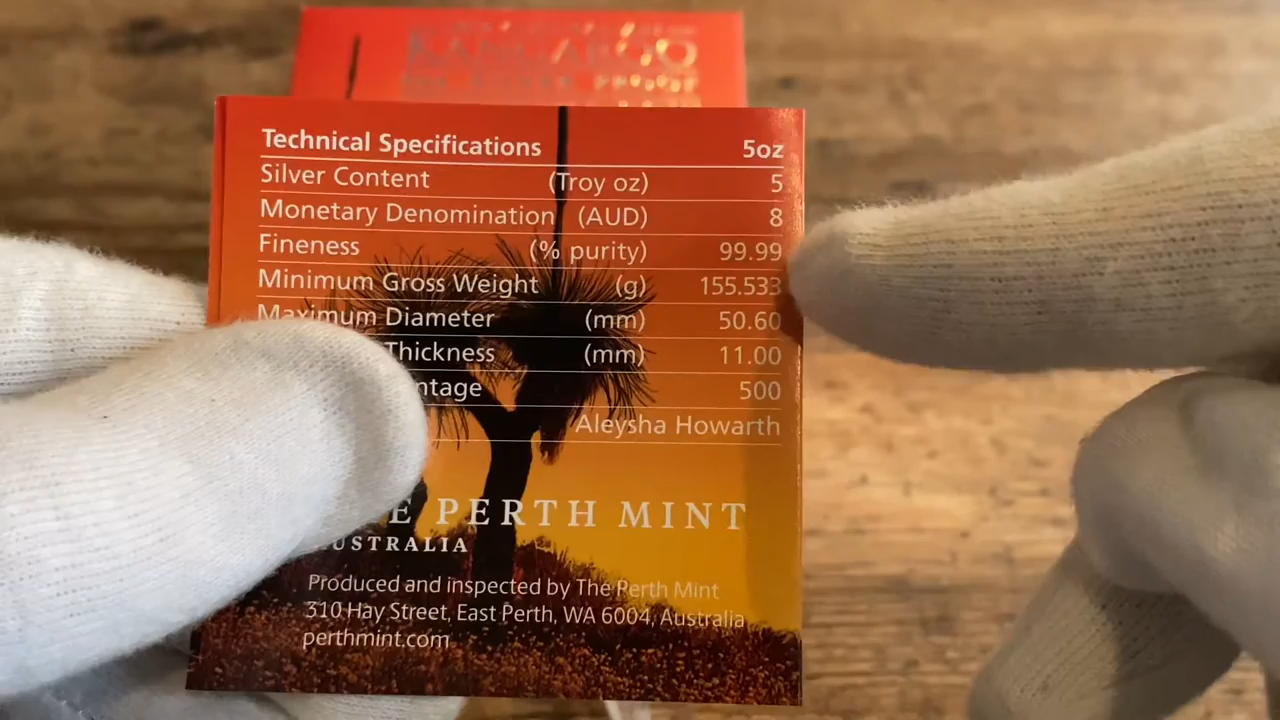 KANGAROO
Technical Specifications 5oz
Silver Content (Troy oz) 5
Monetary Denomination (AUD) 8
Fineness (% purity) 99.99
Minimum Gross Weight (g) 155.533
Maximum Diameter (mm) 50.60
Thickness (mm) 11.00
ntage 500
Aleysha Howarth
E PERTH MINT
AUSTRALIA
Produced and inspected by The Perth Mint
310 Hay Street, East Perth, WA 6004, Australia
perthmint.com